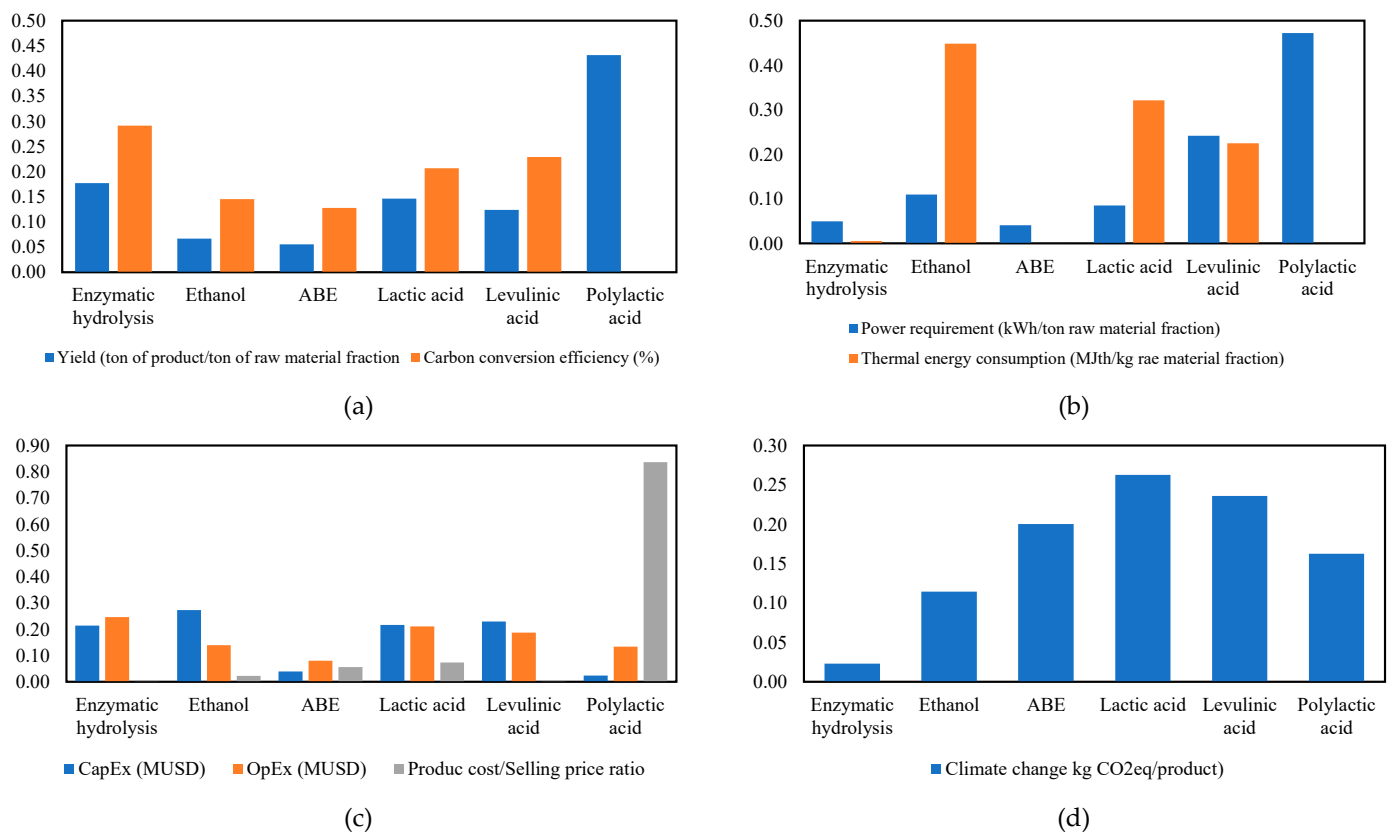 0.50
0.45
0.40
0.35
0.30
0.25
0.20
0.15
0.10
0.05
0.00
Enzymatic hydrolysis
Ethanol
ABE
Lactic acid
Levulinic acid
Polylactic acid
Yield (ton of product/ton of raw material fraction
Carbon conversion efficiency (%)
(a)
0.50
0.40
0.30
0.20
0.10
0.00
Enzymatic hydrolysis
Ethanol
ABE
Lactic acid
Levulinic acid
Polylactic acid
Power requirement (kWh/ton raw material fraction)
Thermal energy consumption (MJth/kg rae material fraction)
(b)
0.90
0.80
0.70
0.60
0.50
0.40
0.30
0.20
0.10
0.00
Enzymatic hydrolysis
Ethanol
ABE
Lactic acid
Levulinic acid
Polylactic acid
CapEx (MUSD)
OpEx (MUSD)
Produc cost/Selling price ratio
(c)
0.30
0.25
0.20
0.15
0.10
0.05
0.00
Enzymatic hydrolysis
Ethanol
ABE
Lactic acid
Levulinic acid
Polylactic acid
Climate change kg CO2eq/product)
(d)